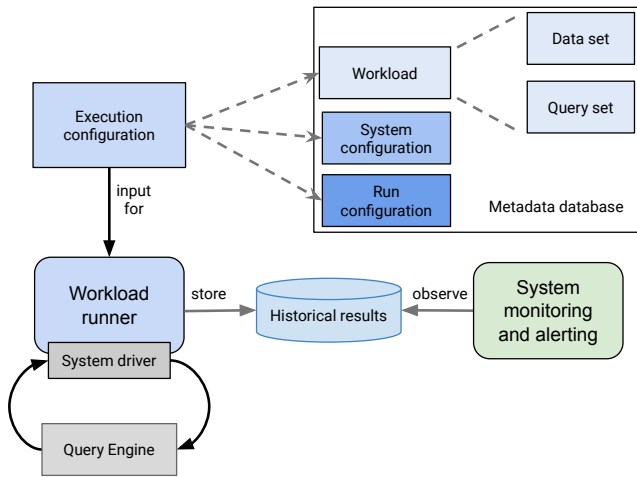 Data set
Workload
Query set
Execution
configuration
System
configuration
Run
configuration
Metadata database
input
for
Workload
runner
store
Historical results
observe
System
monitoring
and alerting
System driver
Query Engine